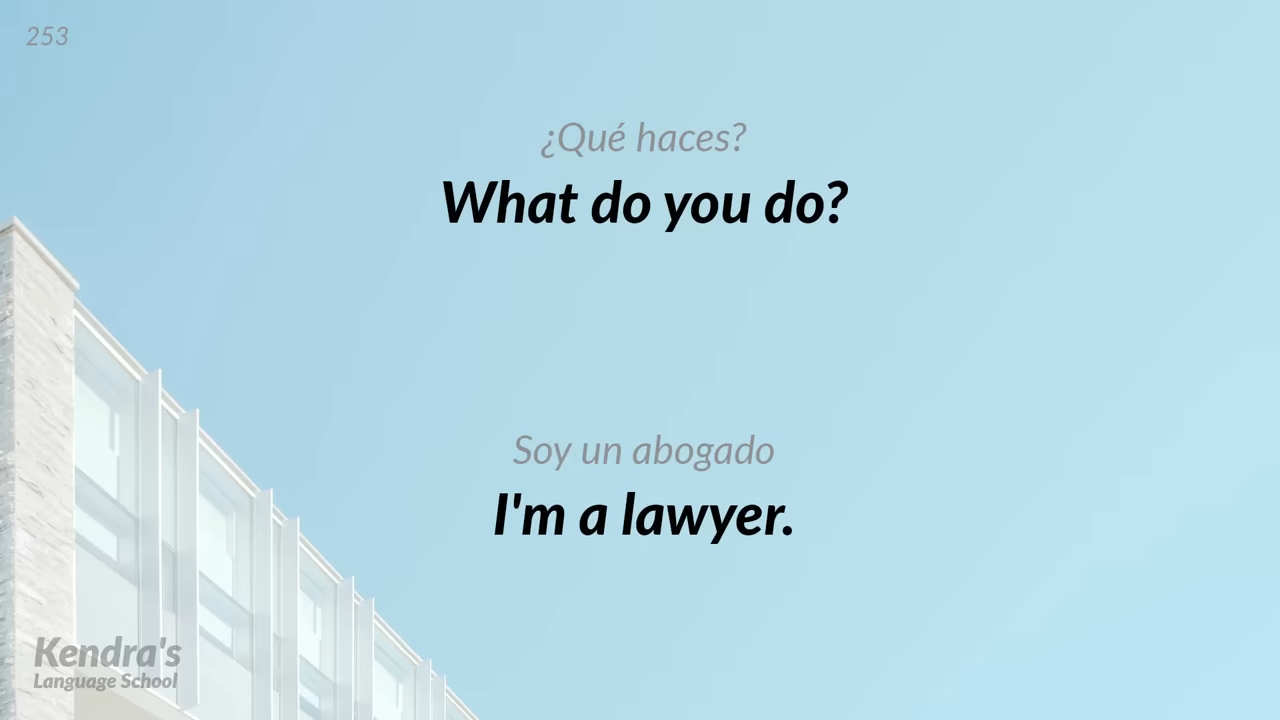 253
¿Qué haces?
What do you do?
Soy un abogado
I'm a lawyer.
Kendra's
Language School